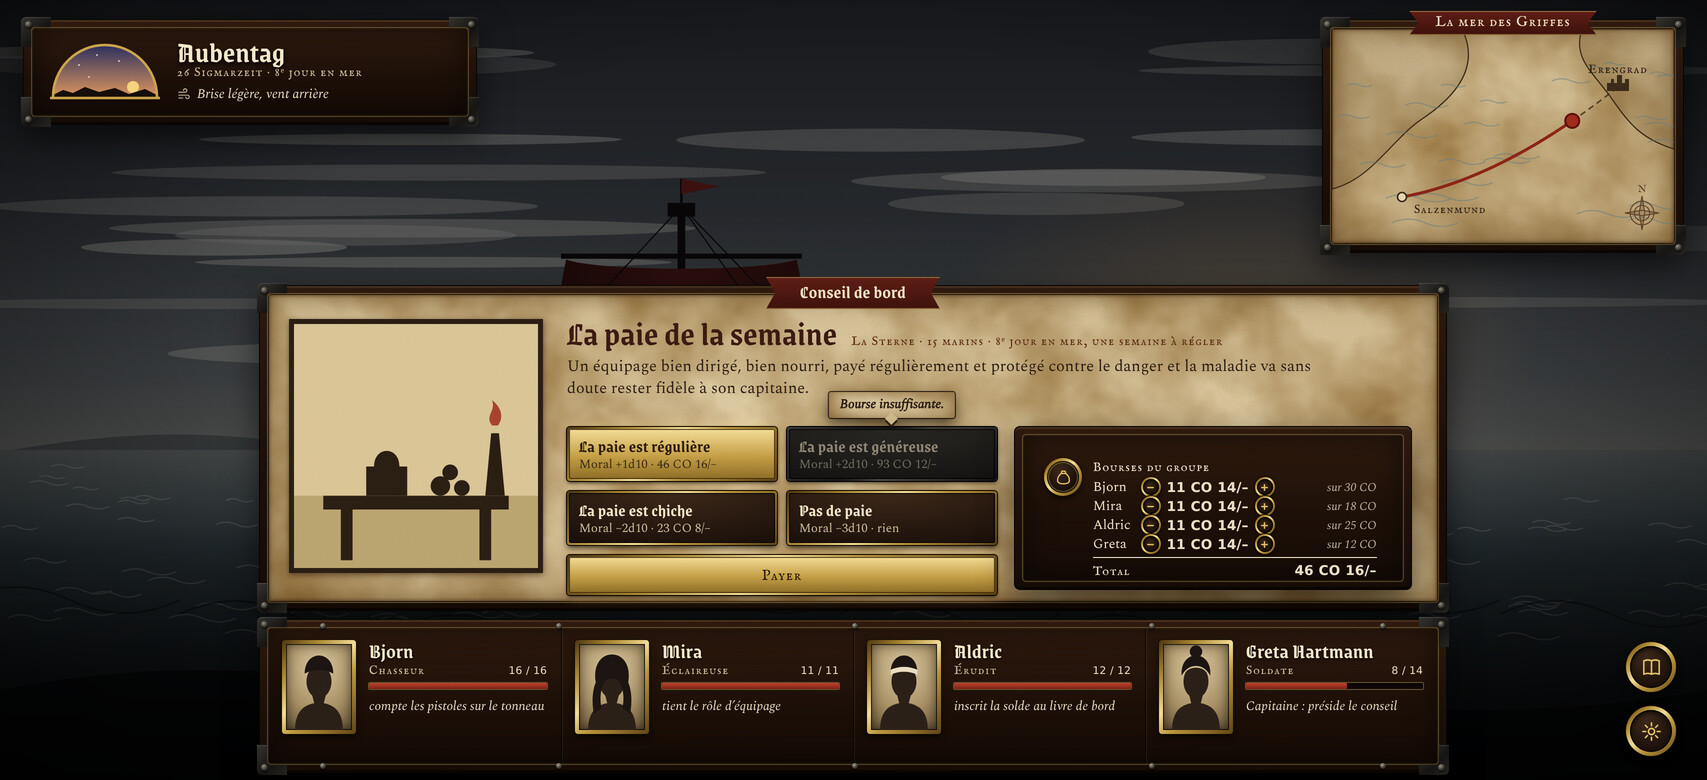 Aubentag
26 Sigmarzeit · 8e jour en mer
Brise légère, vent arrière
La mer des Griffes
Erengrad
N
Salzenmund
Conseil de bord
La paie de la semaine
La Sterne · 15 marins · 8e jour en mer, une semaine à régler
Un équipage bien dirigé, bien nourri, payé régulièrement et protégé contre le danger et la maladie va sans
doute rester fidèle à son capitaine.
Bourse insuffisante.
La paie est régulière
Moral +1d10 · 46 CO 16/–
La paie est généreuse
Moral +2d10 · 93 CO 12/–
La paie est chiche
Moral –2d10 · 23 CO 8/–
Pas de paie
Moral –3d10 · rien
Payer
Bourses du groupe
Bjorn − 11 CO 14/– + sur 30 CO
Mira − 11 CO 14/– + sur 18 CO
Aldric − 11 CO 14/– + sur 25 CO
Greta − 11 CO 14/– + sur 12 CO
Total 46 CO 16/–
Bjorn
Chasseur 16 / 16
compte les pistoles sur le tonneau
Mira
Éclaireuse 11 / 11
tient le rôle d’équipage
Aldric
Érudit 12 / 12
inscrit la solde au livre de bord
Greta Hartmann
Soldate 8 / 14
Capitaine : préside le conseil